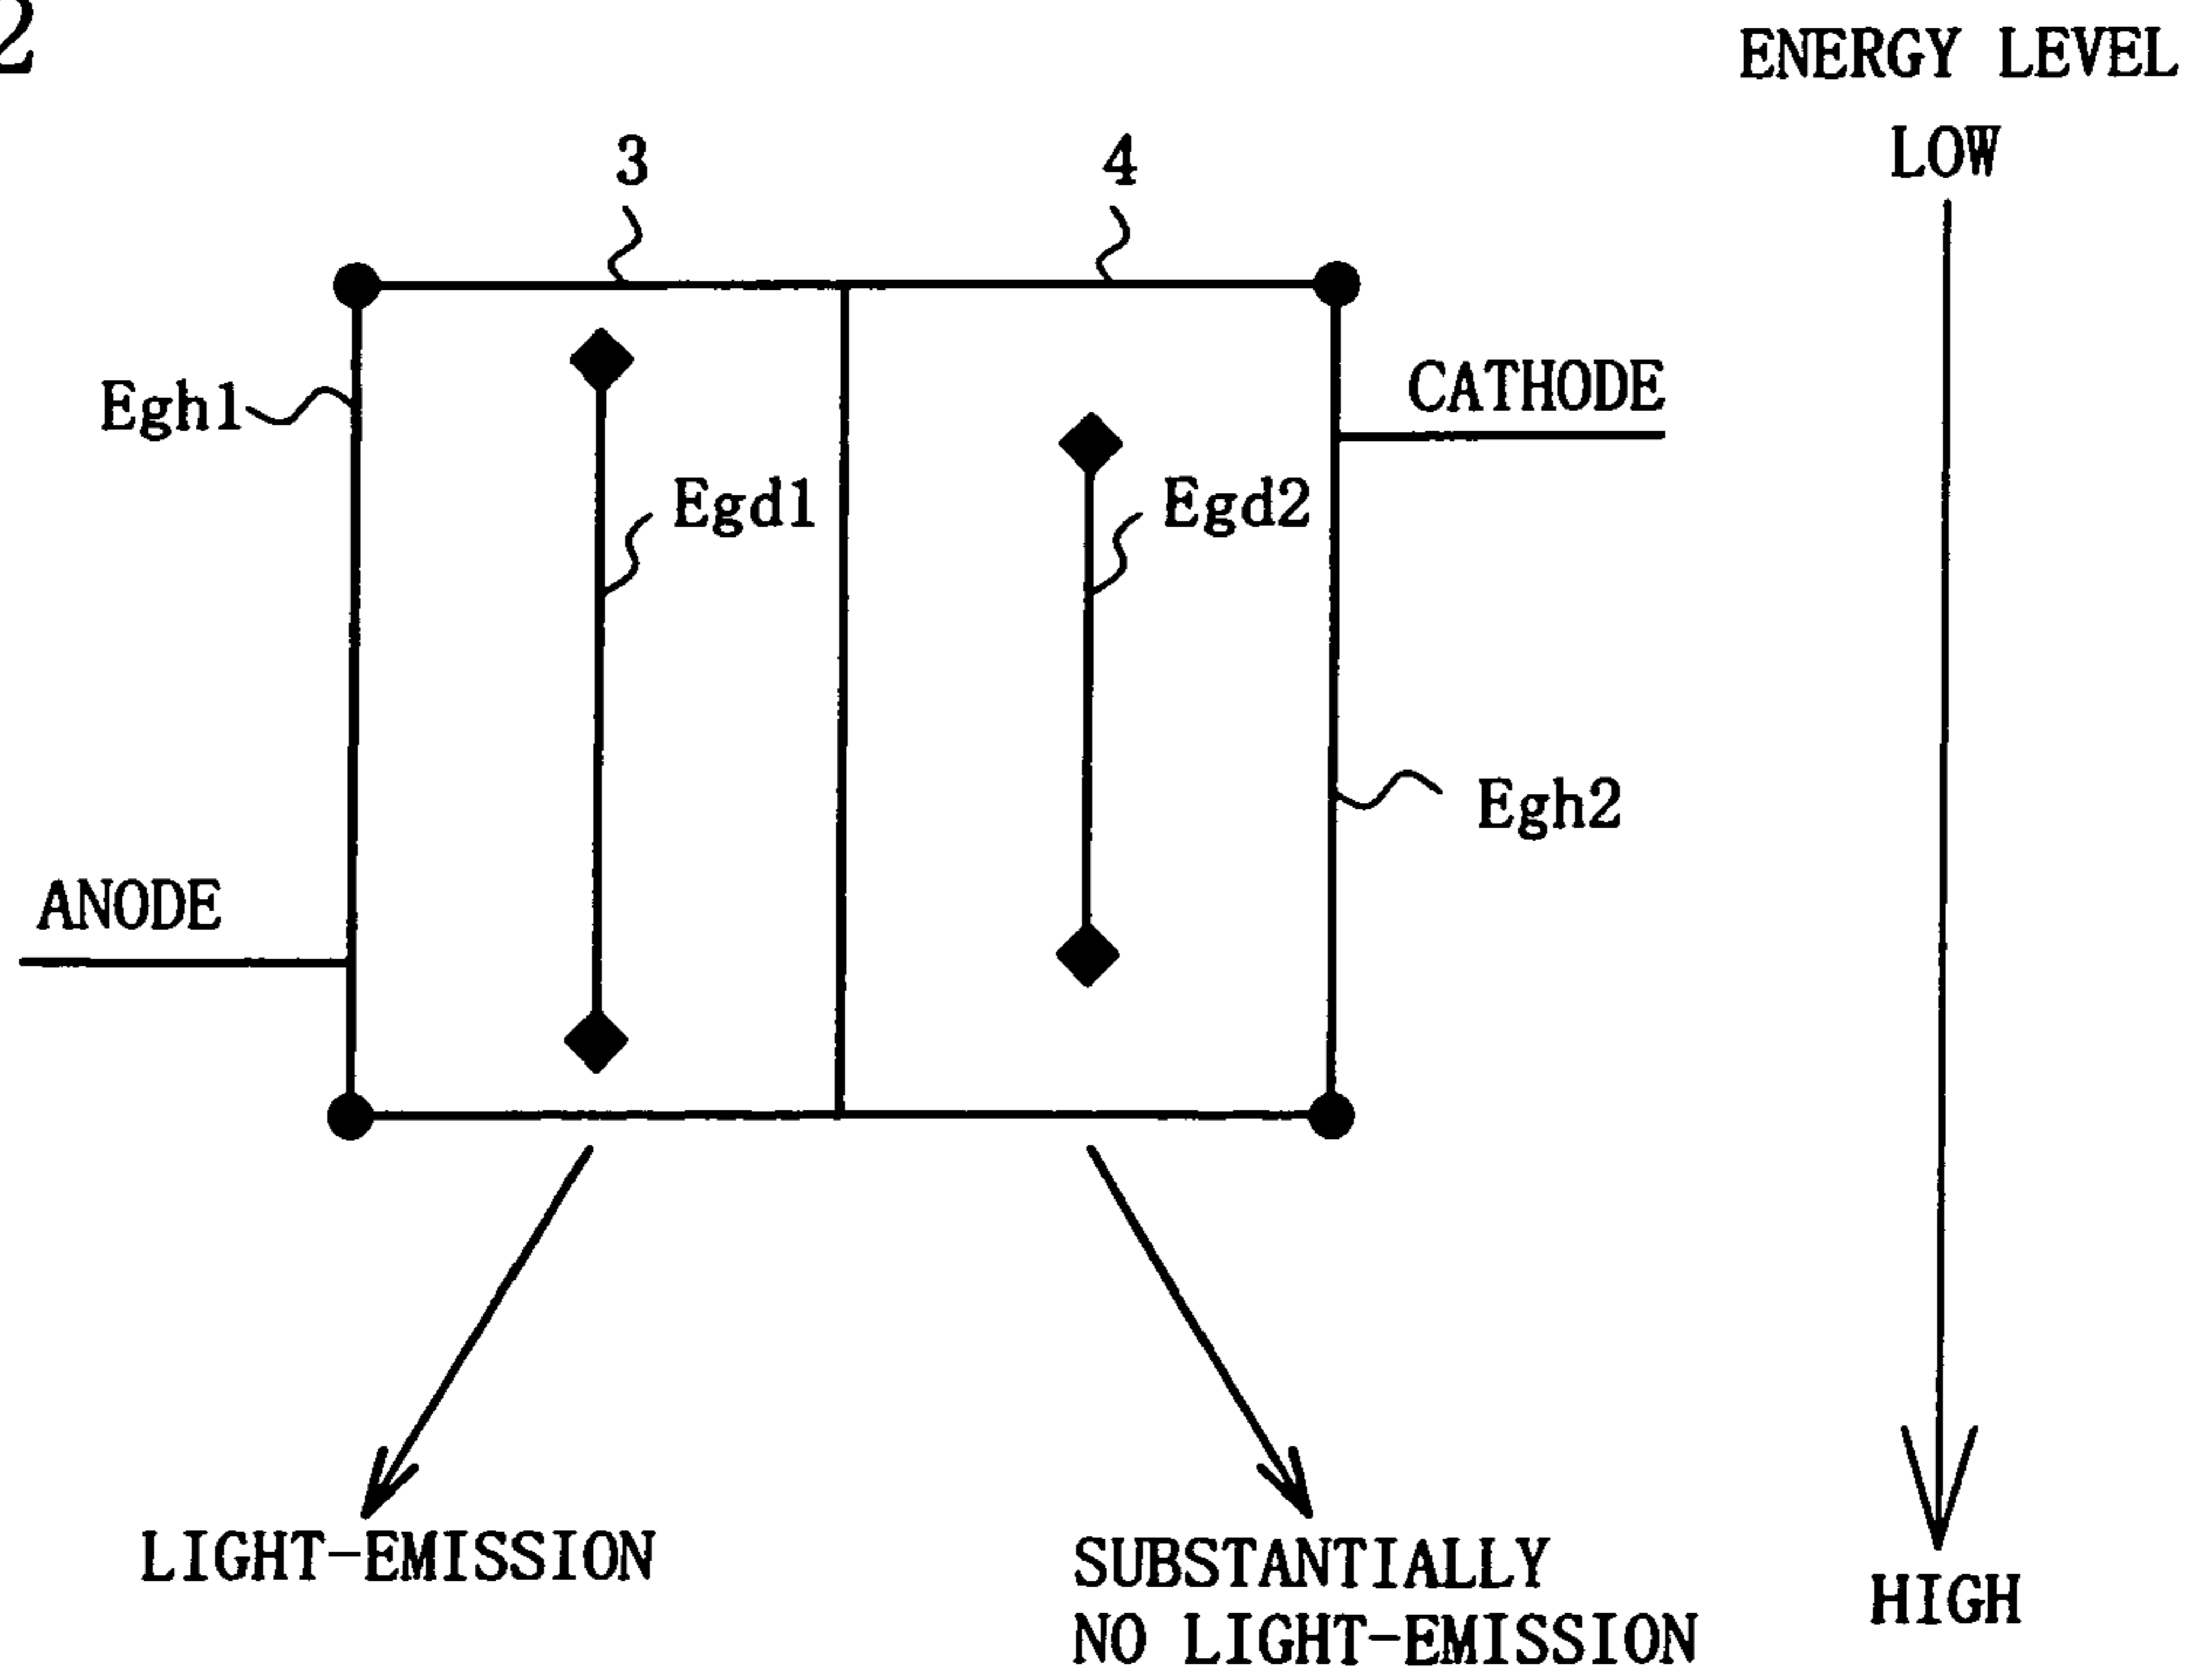 2
ENERGY LEVEL
LOW
3
4
Egh1
CATHODE
Egd1
Egd2
Egh2
ANODE
LIGHT-EMISSION
SUBSTANTIALLY
NO LIGHT-EMISSION
HIGH